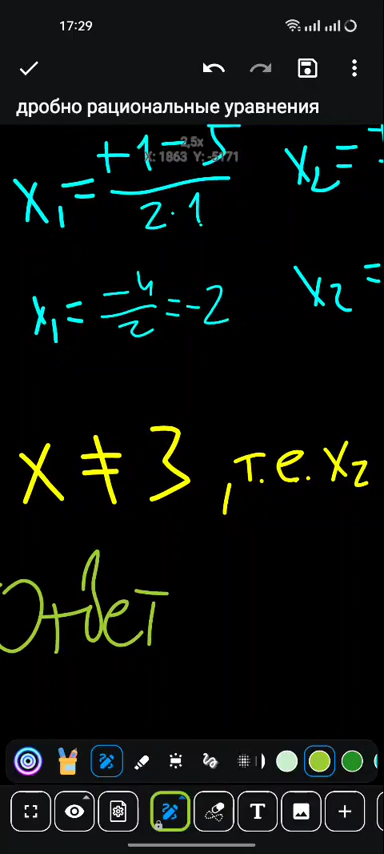 17:29
дробно рациональные уравнения
2,5x
X: 1863 Y: -5171
x₁ = (+1 - 5)/(2·1)
x₂ =
x₁ = -4/2 = -2
x₂ =
x ≠ 3, т.е. x₂
Ответ
T